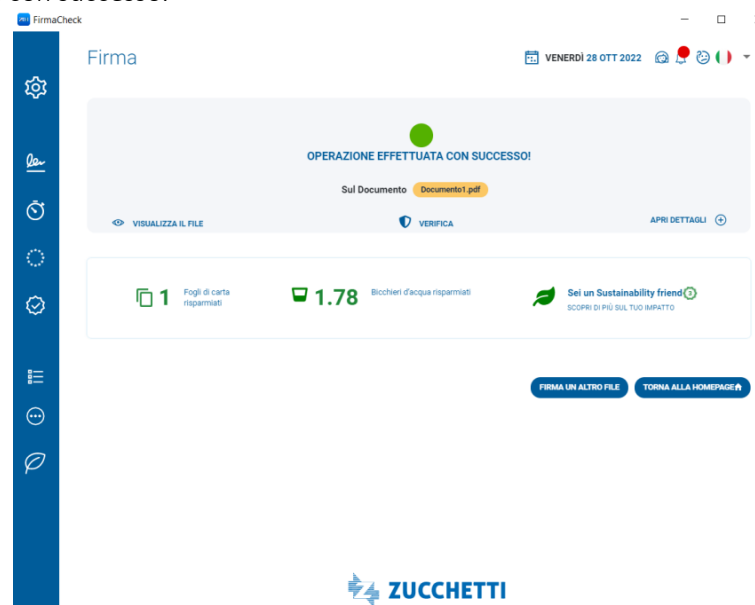 FirmaCheck
Firma
VENERDÌ 28 OTT 2022
OPERAZIONE EFFETTUATA CON SUCCESSO!
Sul Documento Documento1.pdf
VISUALIZZA IL FILE
VERIFICA
APRI DETTAGLI
1 Fogli di carta
risparmiati
1.78 Bicchieri d'acqua risparmiati
Sei un Sustainability friend
SCOPRI DI PIÙ SUL TUO IMPATTO
FIRMA UN ALTRO FILE
TORNA ALLA HOMEPAGE
ZUCCHETTI